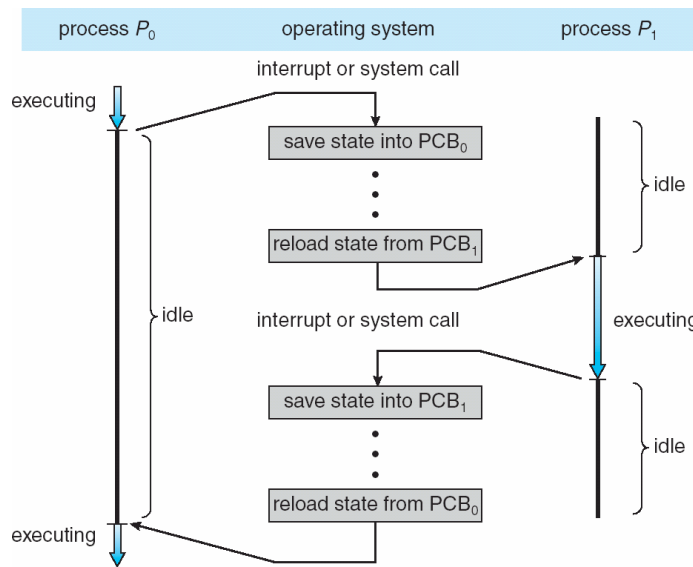 process P₀ operating system process P₁
interrupt or system call
executing
save state into PCB₀
idle
reload state from PCB₁
idle
interrupt or system call
executing
save state into PCB₁
idle
reload state from PCB₀
executing